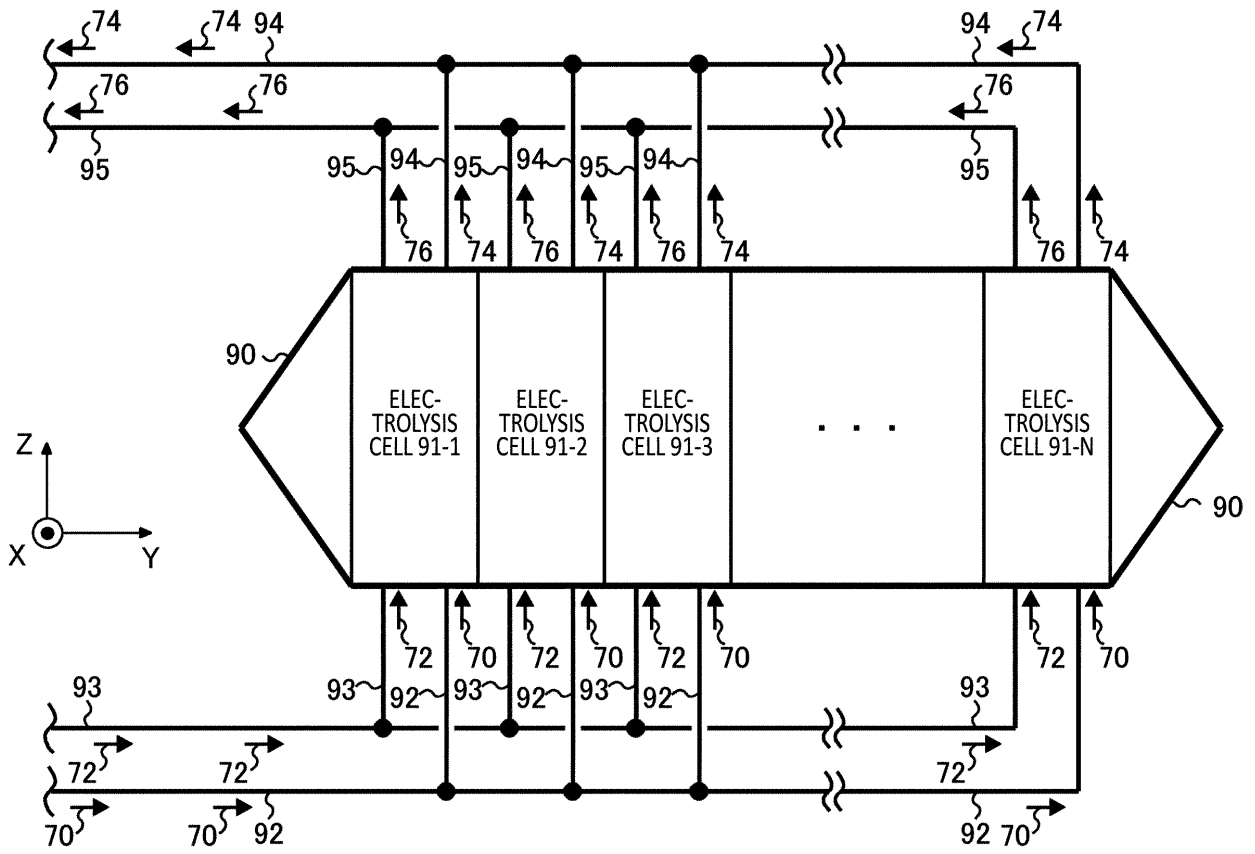 74 74 94 94 74
76 76 76
95 95 94 95 94 95 94 95
76 74 76 74 76 74 76 74
90
ELEC-
TROLYSIS
CELL 91-1
ELEC-
TROLYSIS
CELL 91-2
ELEC-
TROLYSIS
CELL 91-3
. . .
ELEC-
TROLYSIS
CELL 91-N
90
Z
X Y
72 70 72 70 72 70 72 70
93 93 92 93 92 93 92 93
72 72 72
70 70 92 92 70